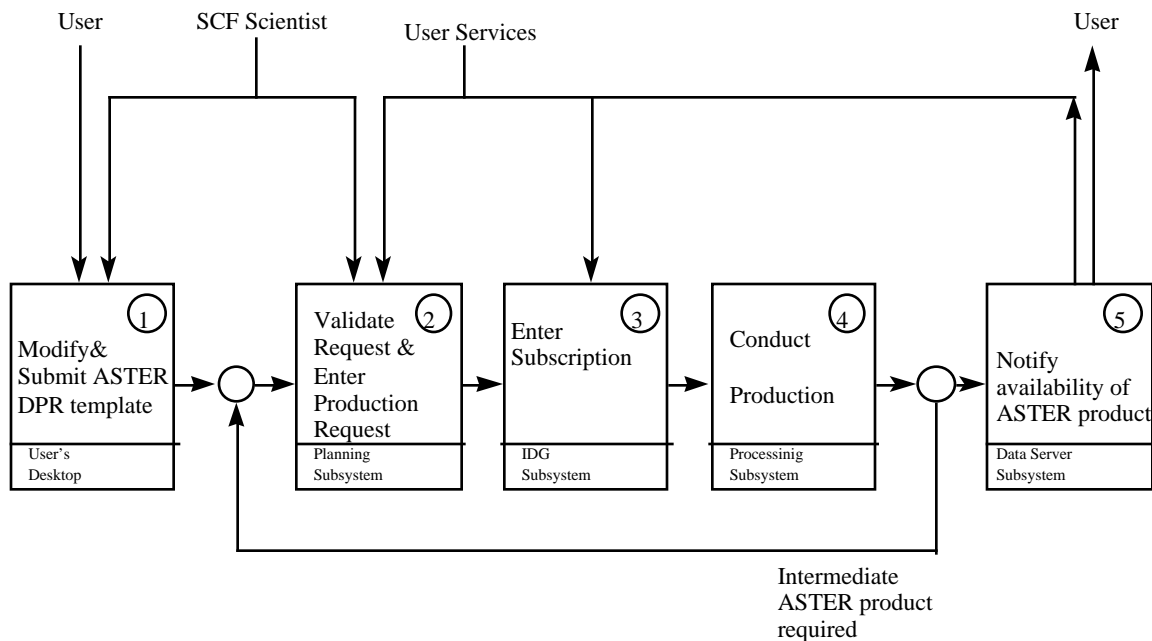 User
SCF Scientist
User Services
User
1
Modify&
Submit ASTER
DPR template
User's
Desktop
2
Validate
Request &
Enter
Production
Request
Planning
Subsystem
3
Enter
Subscription
IDG
Subsystem
4
Conduct
Production
Processinig
Subsystem
5
Notify
availability of
ASTER product
Data Server
Subsystem
Intermediate
ASTER product
required